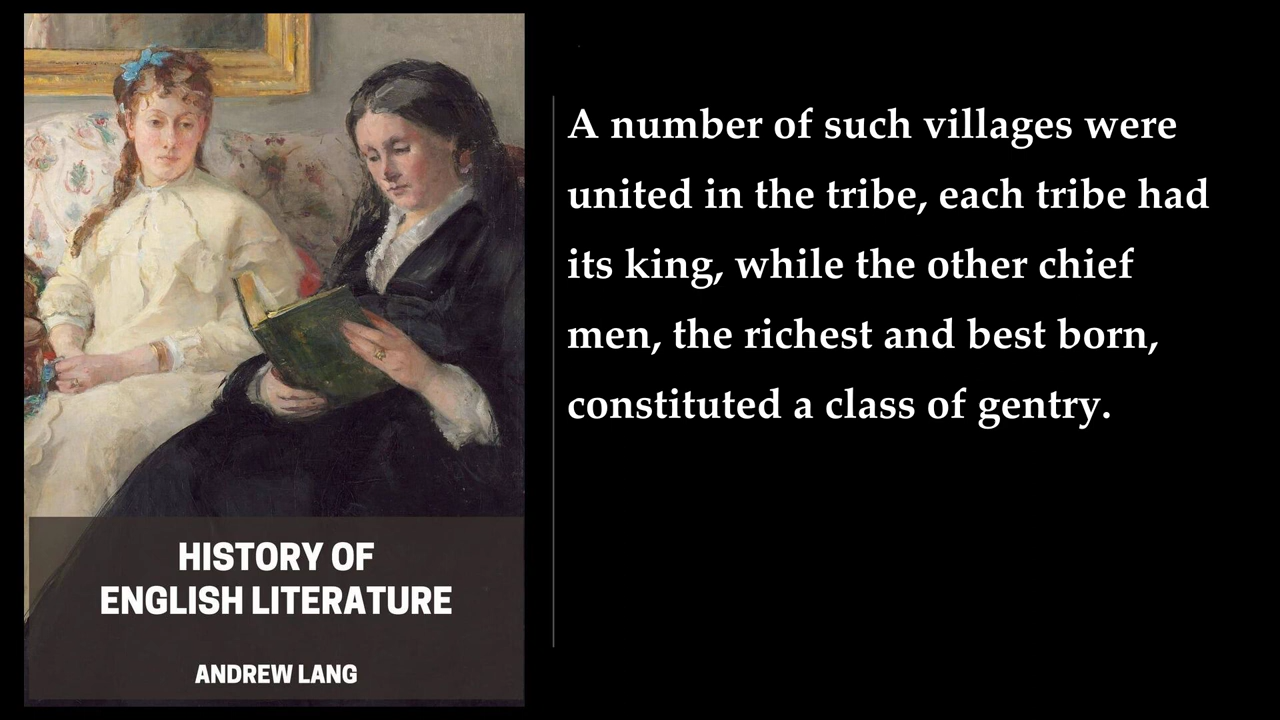 HISTORY OF
ENGLISH LITERATURE
ANDREW LANG
A number of such villages were
united in the tribe, each tribe had
its king, while the other chief
men, the richest and best born,
constituted a class of gentry.